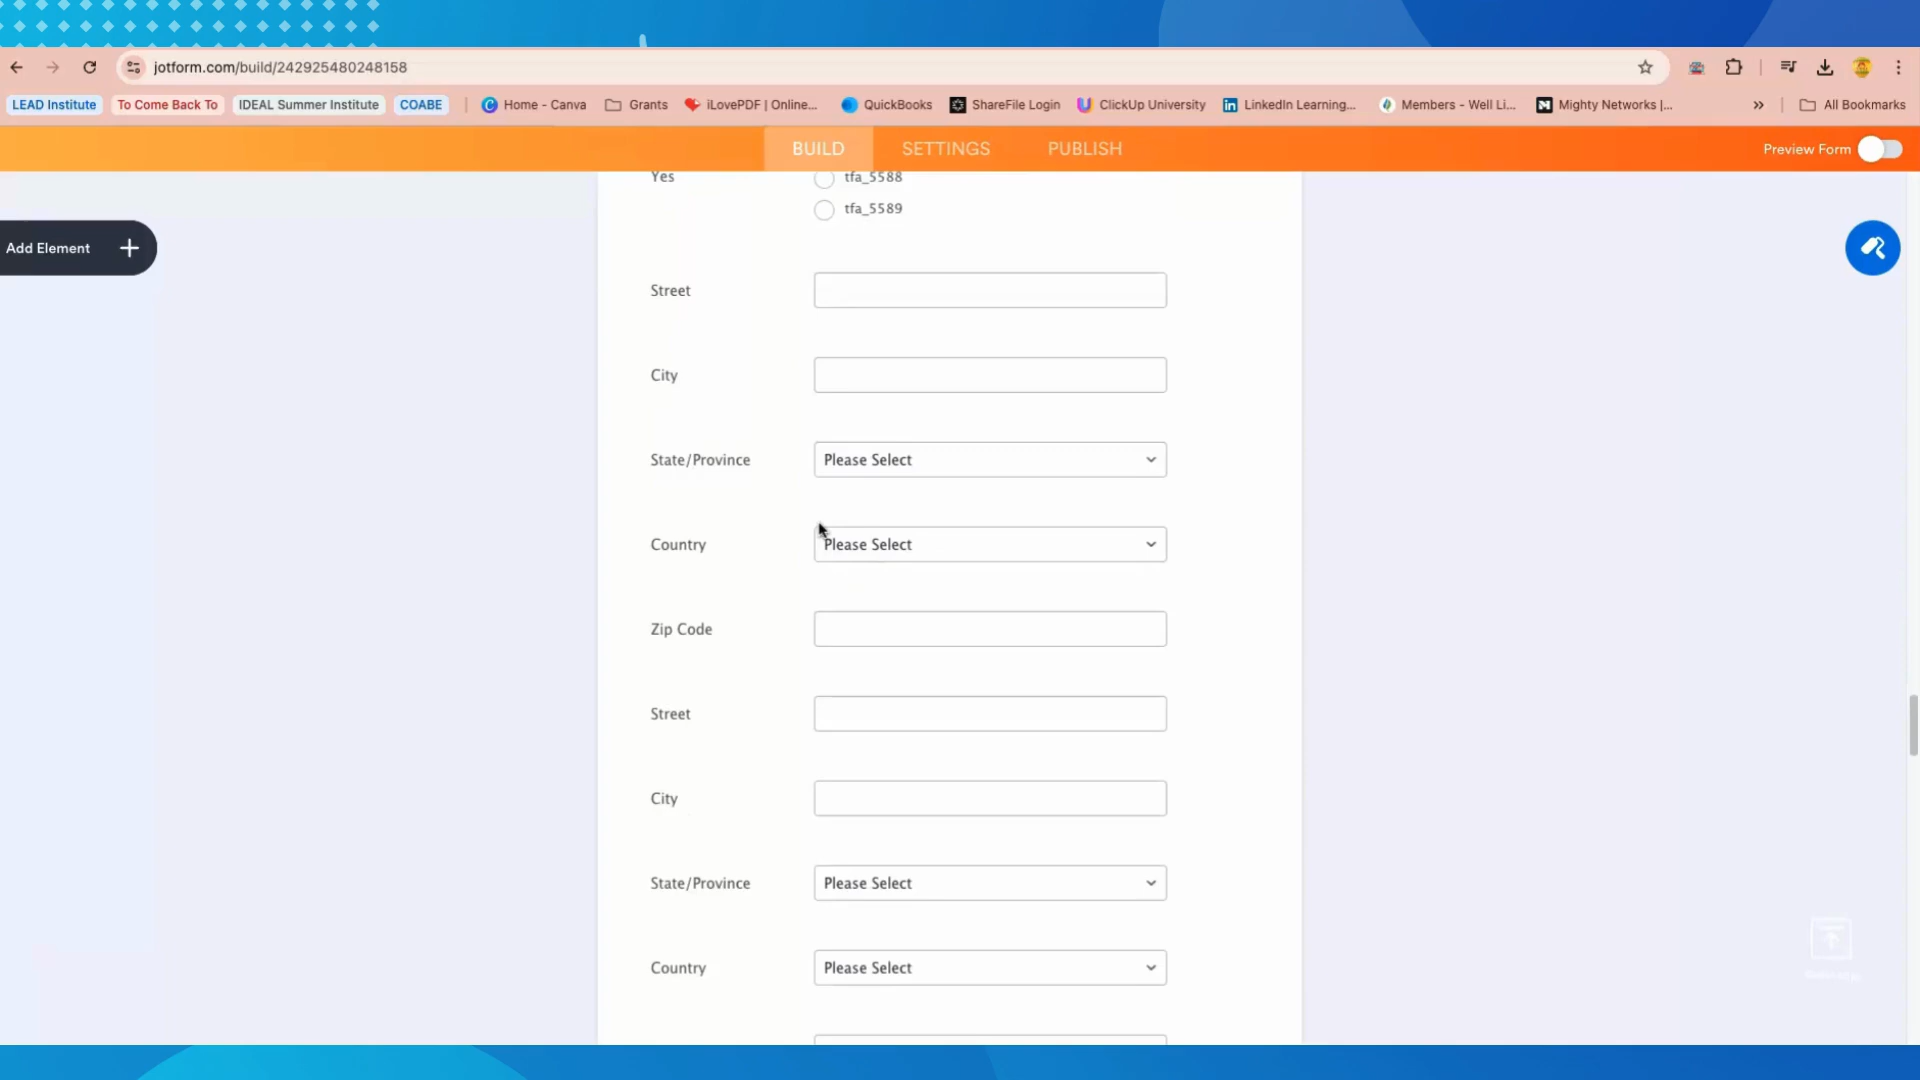 jotform.com/build/242925480248158
LEAD Institute To Come Back To IDEAL Summer Institute COABE Home - Canva Grants iLovePDF | Online... QuickBooks ShareFile Login ClickUp University LinkedIn Learning... Members - Well Li... Mighty Networks |... » All Bookmarks
BUILD SETTINGS PUBLISH Preview Form
Yes tfa_5588
tfa_5589
Add Element +
Street
City
State/Province Please Select
Country Please Select
Zip Code
Street
City
State/Province Please Select
Country Please Select